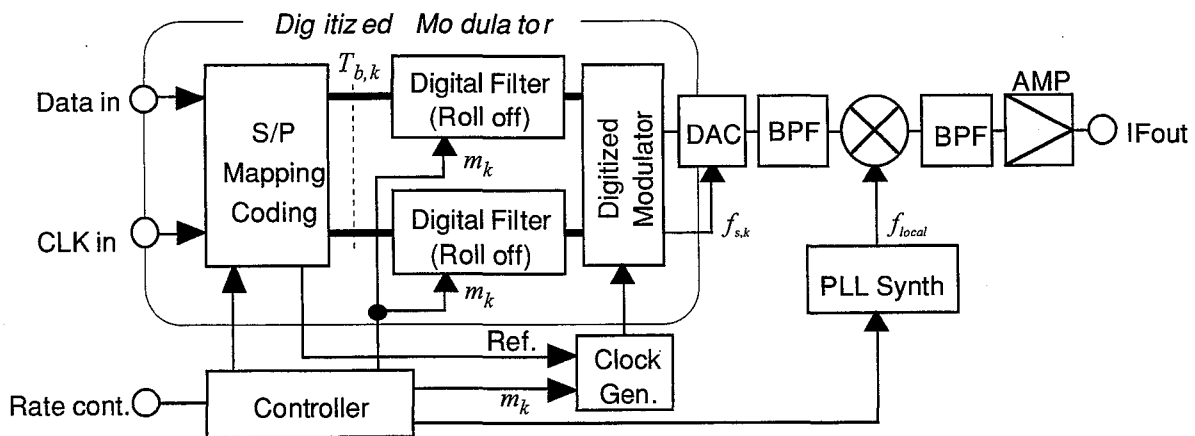 Digitized Modulator
T_{b,k}
Data in
CLK in
S/P
Mapping
Coding
Digital Filter
(Roll off)
m_k
Digital Filter
(Roll off)
m_k
Digitized
Modulator
DAC
f_{s,k}
BPF
BPF
AMP
IFout
f_{local}
PLL Synth
Ref.
Clock
Gen.
m_k
Rate cont.
Controller